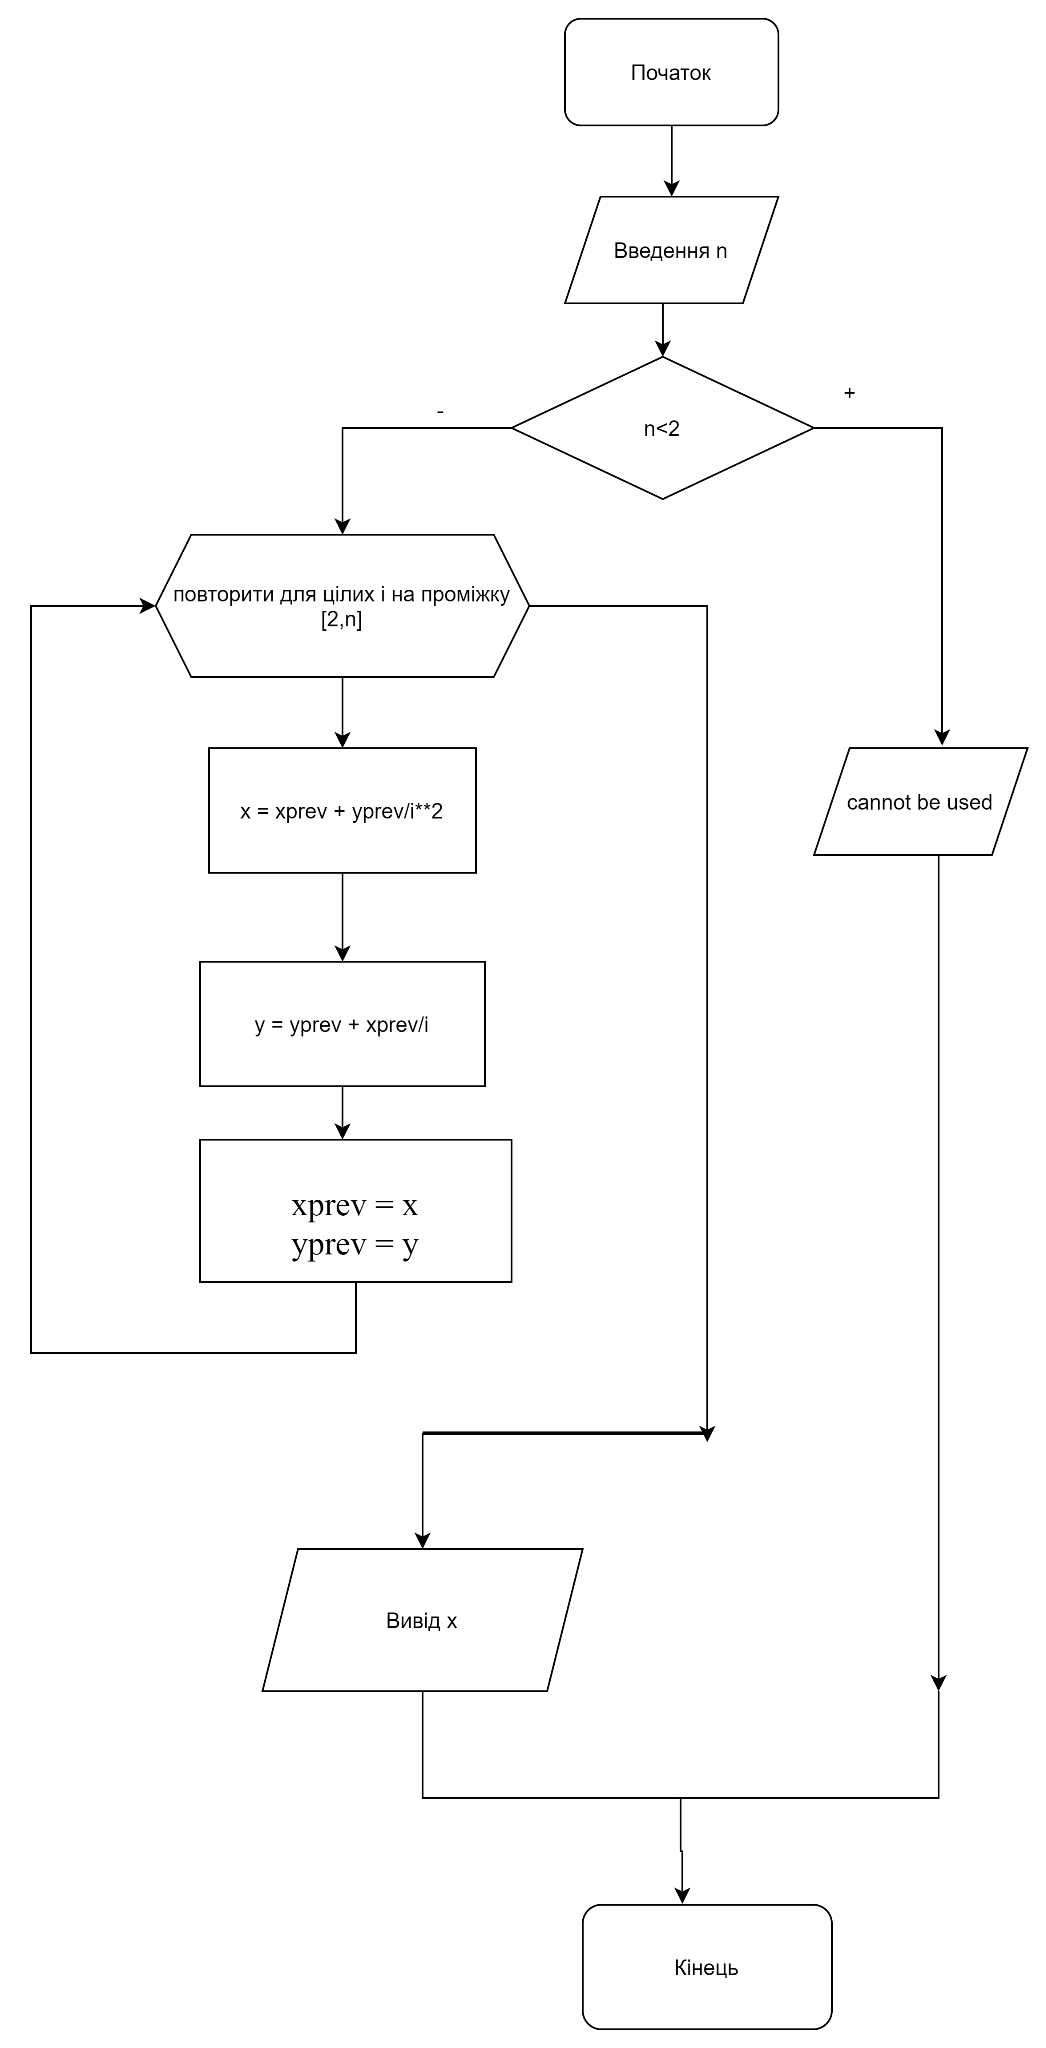 Початок
Введення n
-
+
n<2
повторити для цілих і на проміжку
[2,n]
x = xprev + yprev/i**2
cannot be used
y = yprev + xprev/i
xprev = x
yprev = y
Вивід x
Кінець